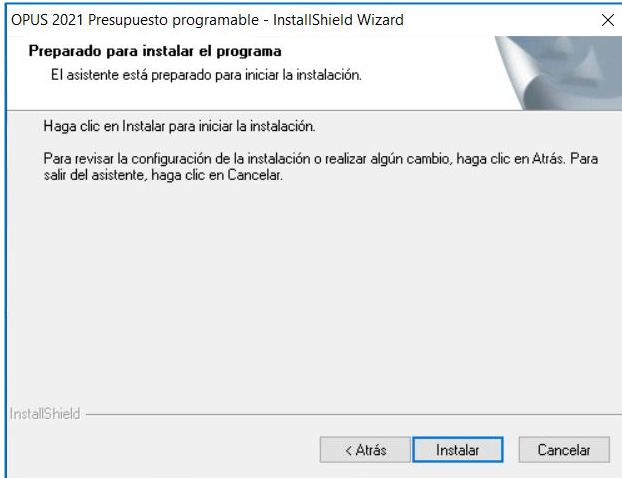 OPUS 2021 Presupuesto programable - InstallShield Wizard
Preparado para instalar el programa
El asistente está preparado para iniciar la instalación.
Haga clic en Instalar para iniciar la instalación.
Para revisar la configuración de la instalación o realizar algún cambio, haga clic en Atrás. Para
salir del asistente, haga clic en Cancelar.
InstallShield
< Atrás
Instalar
Cancelar